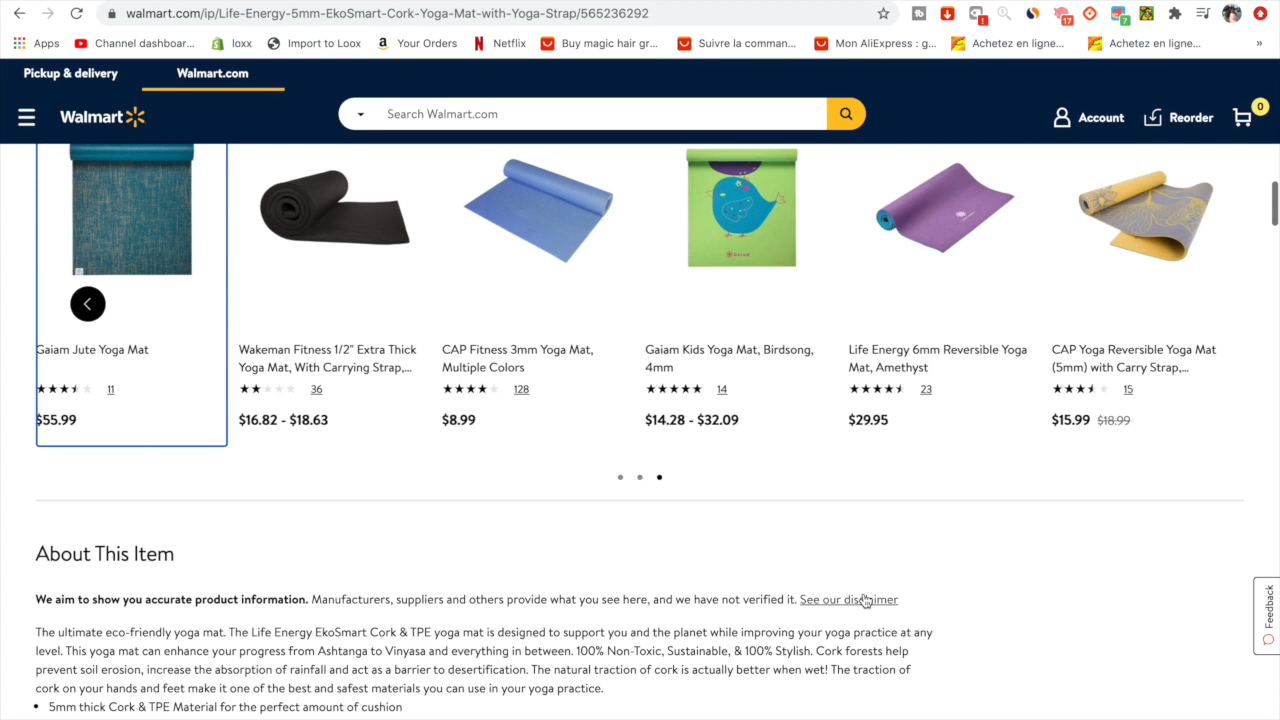 walmart.com/ip/Life-Energy-5mm-EkoSmart-Cork-Yoga-Mat-with-Yoga-Strap/565236292
17
7
Apps
Channel dashboar...
loxx
Import to Loox
Your Orders
Netflix
Buy magic hair gr...
Suivre la comman...
Mon AliExpress : g...
Achetez en ligne...
Achetez en ligne...
»
Pickup & delivery
Walmart.com
Walmart
Search Walmart.com
Account
Reorder
0
GAIAM
Gaiam Jute Yoga Mat
11
$55.99
Wakeman Fitness 1/2" Extra Thick
Yoga Mat, With Carrying Strap,...
36
$16.82 - $18.63
CAP Fitness 3mm Yoga Mat,
Multiple Colors
128
$8.99
Gaiam Kids Yoga Mat, Birdsong,
4mm
14
$14.28 - $32.09
Life Energy 6mm Reversible Yoga
Mat, Amethyst
23
$29.95
CAP Yoga Reversible Yoga Mat
(5mm) with Carry Strap,...
15
$15.99 $18.99
About This Item
We aim to show you accurate product information. Manufacturers, suppliers and others provide what you see here, and we have not verified it. See our disclaimer
The ultimate eco-friendly yoga mat. The Life Energy EkoSmart Cork & TPE yoga mat is designed to support you and the planet while improving your yoga practice at any
level. This yoga mat can enhance your progress from Ashtanga to Vinyasa and everything in between. 100% Non-Toxic, Sustainable, & 100% Stylish. Cork forests help
prevent soil erosion, increase the absorption of rainfall and act as a barrier to desertification. The natural traction of cork is actually better when wet! The traction of
cork on your hands and feet make it one of the best and safest materials you can use in your yoga practice.
• 5mm thick Cork & TPE Material for the perfect amount of cushion
Feedback